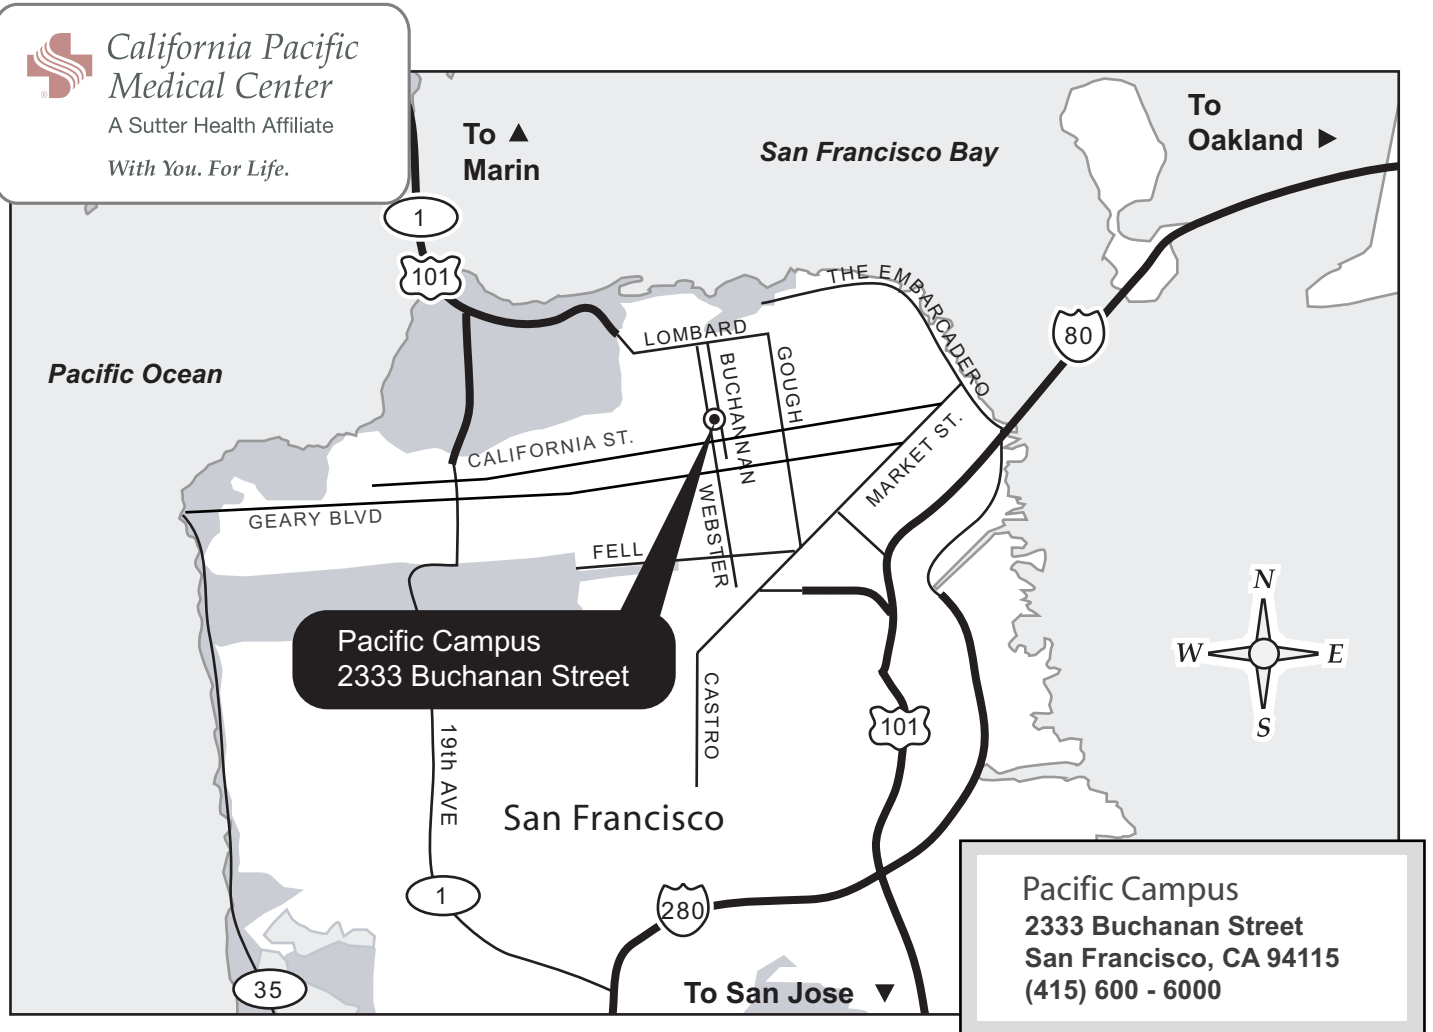 California Pacific
Medical Center
®
A Sutter Health Affiliate
With You. For Life.
To
Marin
San Francisco Bay
To
Oakland
1
101
THE EMBARCADERO
80
Pacific Ocean
LOMBARD
BUCHANNAN
GOUGH
CALIFORNIA ST.
MARKET ST.
GEARY BLVD
WEBSTER
FELL
N
W
E
S
Pacific Campus
2333 Buchanan Street
CASTRO
101
19th AVE
San Francisco
1
280
35
To San Jose
Pacific Campus
2333 Buchanan Street
San Francisco, CA 94115
(415) 600 - 6000